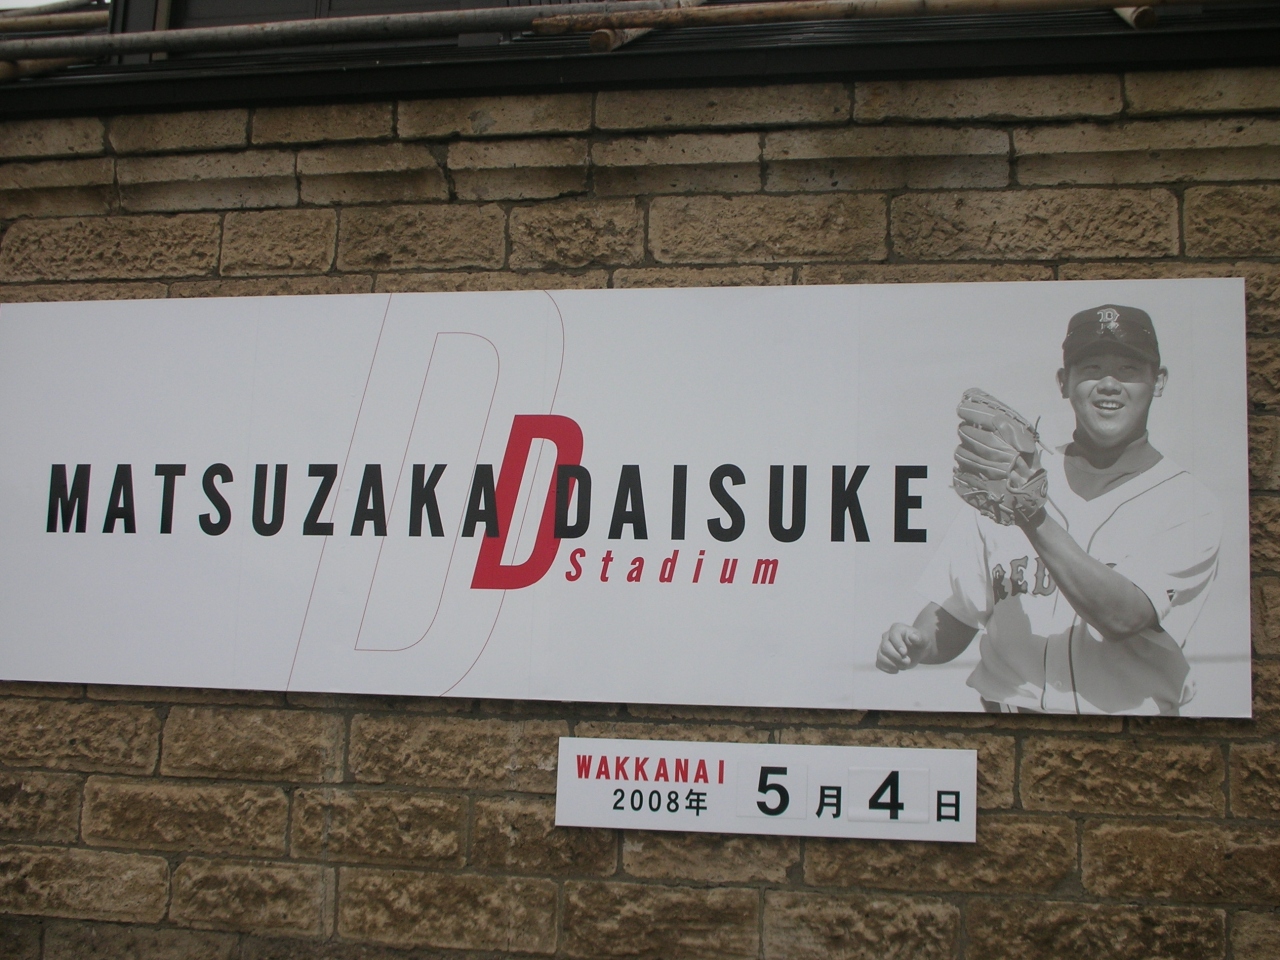 MATSUZAKA D DAISUKE
Stadium
WAKKANAI
2008年 5月4日